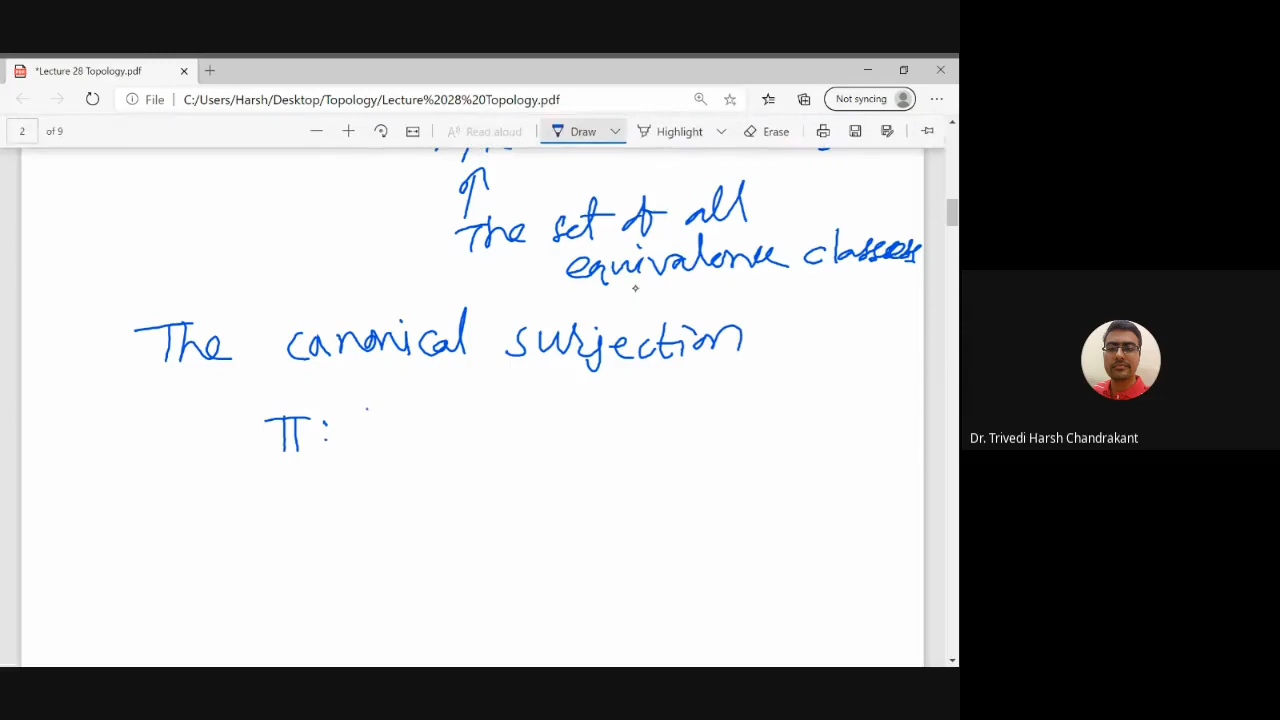 *Lecture 28 Topology.pdf
File C:/Users/Harsh/Desktop/Topology/Lecture%2028%20Topology.pdf Not syncing
2 of 9 Read aloud Draw Highlight Erase
The set of all
equivalence classes
The canonical surjection
π:
Dr. Trivedi Harsh Chandrakant